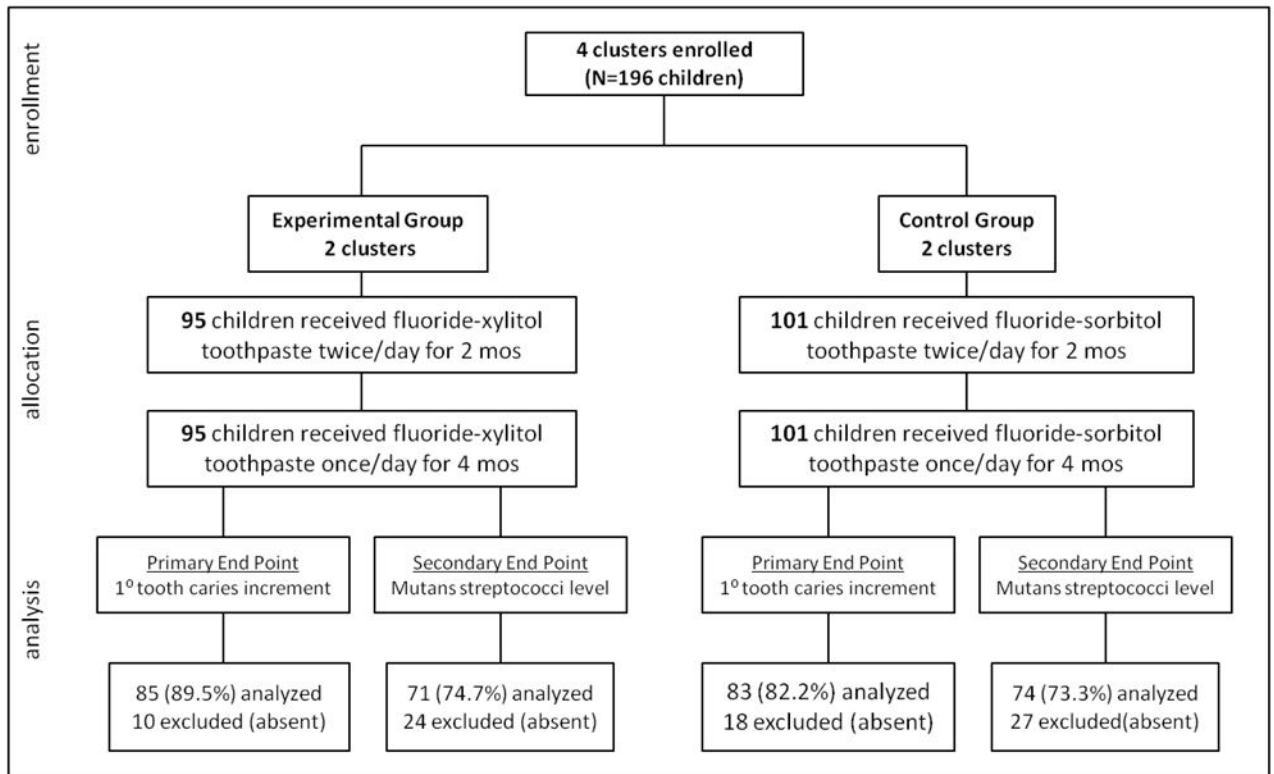 enrollment
4 clusters enrolled
(N=196 children)
Experimental Group
2 clusters
Control Group
2 clusters
allocation
95 children received fluoride-xylitol
toothpaste twice/day for 2 mos
101 children received fluoride-sorbitol
toothpaste twice/day for 2 mos
95 children received fluoride-xylitol
toothpaste once/day for 4 mos
101 children received fluoride-sorbitol
toothpaste once/day for 4 mos
analysis
Primary End Point
1° tooth caries increment
Secondary End Point
Mutans streptococci level
Primary End Point
1° tooth caries increment
Secondary End Point
Mutans streptococci level
85 (89.5%) analyzed
10 excluded (absent)
71 (74.7%) analyzed
24 excluded (absent)
83 (82.2%) analyzed
18 excluded (absent)
74 (73.3%) analyzed
27 excluded(absent)